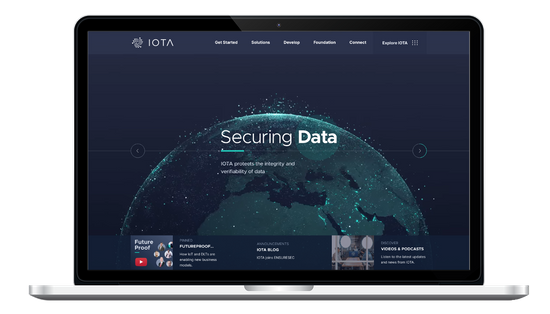 IOTA
Get Started
Solutions
Develop
Foundation
Connect
Explore IOTA
Securing Data
IOTA protects the integrity and
verifiability of data
Future
Proof
PINNED
FUTUREPROOF...
How IoT and DLTs are
enabling new business
models
ANNOUNCEMENTS
IOTA BLOG
IOTA joins ENSURESEC
DISCOVER
VIDEOS & PODCASTS
Listen to the latest updates
and news from IOTA